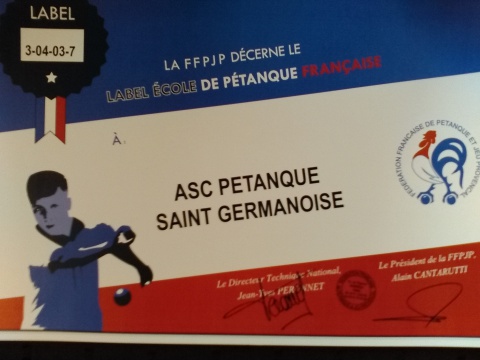 LABEL
3-04-03-7
LA FFPJP DÉCERNE LE
LABEL ÉCOLE DE PÉTANQUE FRANÇAISE
À
ASC PETANQUE
SAINT GERMANOISE
FÉDÉRATION FRANÇAISE DE PÉTANQUE ET JEU PROVENÇAL
Le Directeur Technique National,
Jean-Yves
Le Président de la FFPJP,
Alain CANTARUTTI